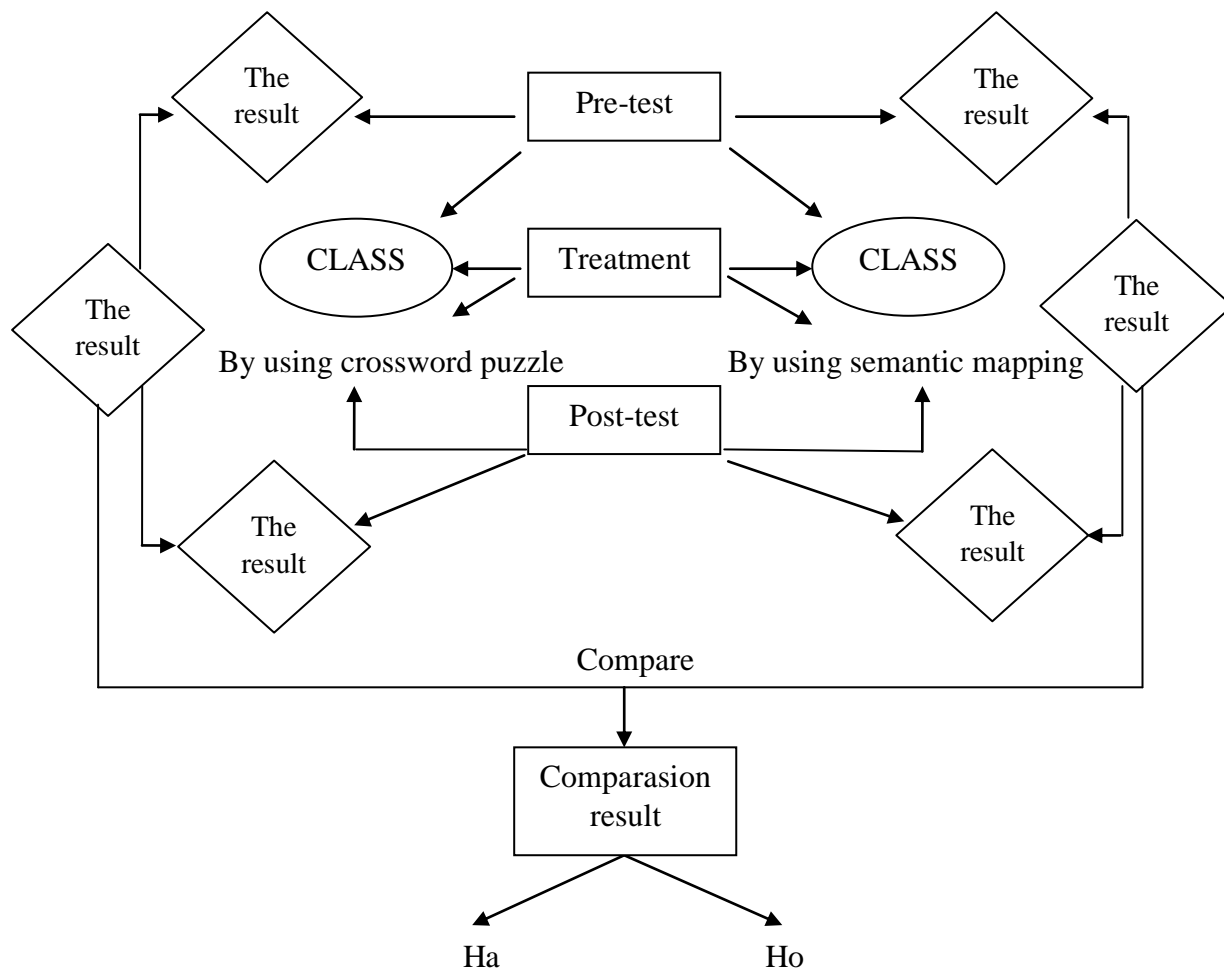 The
result
Pre-test
The
result
CLASS
Treatment
CLASS
The
result
The
result
By using crossword puzzle
By using semantic mapping
Post-test
The
result
The
result
Compare
Comparasion
result
Ha
Ho